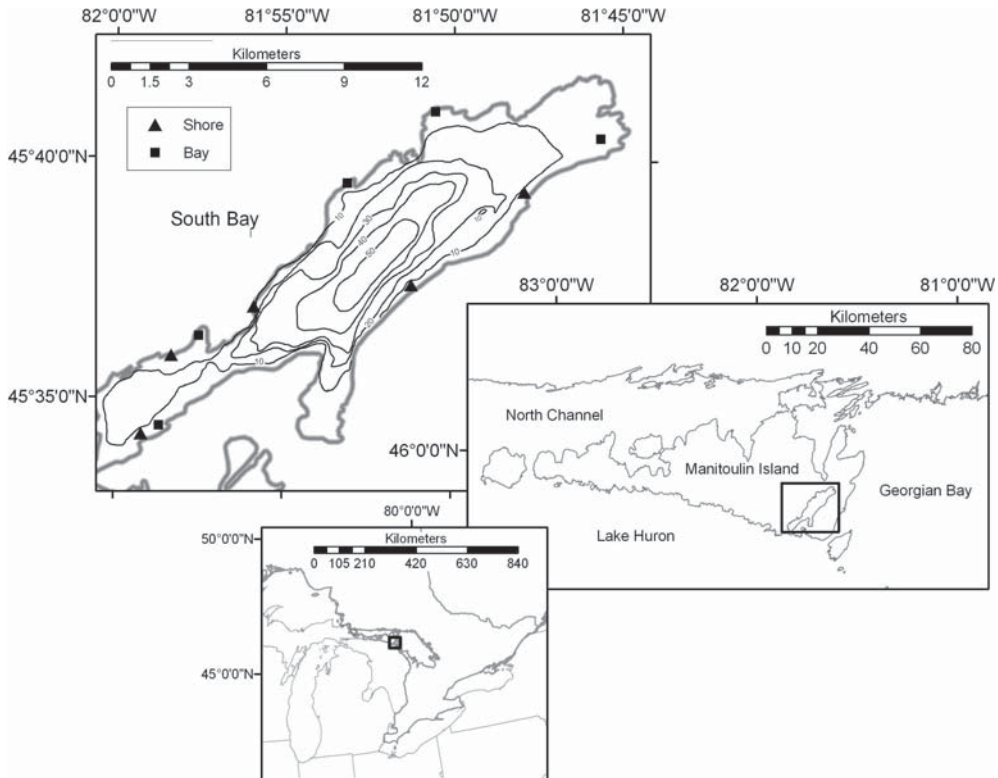 82°0'0"W 81°55'0"W 81°50'0"W 81°45'0"W
Kilometers
0 1.5 3 6 9 12
Shore
Bay
45°40'0"N
South Bay
10
30
40
50
10
10
20
10
45°35'0"N
83°0'0"W 82°0'0"W 81°0'0"W
Kilometers
0 10 20 40 60 80
North Channel
46°0'0"N
Manitoulin Island
Georgian Bay
Lake Huron
80°0'0"W
50°0'0"N
Kilometers
0 105 210 420 630 840
45°0'0"N